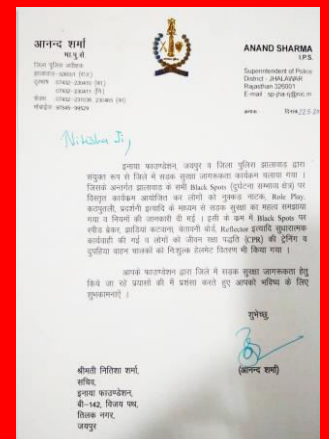 आनन्द शर्मा
भा.पु.से
जिला पुलिस अधीक्षक
ANAND SHARMA
I.P.S.
Superintendent of Police
District - JHALAWAR
Rajasthan 326001
Nitisha Ji,
इनाया फाउण्डेशन, जयपुर व जिला पुलिस झालावाड द्वारा
संयुक्त रूप से जिले में सड़क सुरक्षा जागरूकता कार्यक्रम चलाया गया ।
जिसके अन्तर्गत झालावाड के सभी Black Spots (दुर्घटना सम्भाव्य क्षेत्र) पर
विस्तृत कार्यक्रम आयोजित कर लोगों को नुक्कड नाटक, Role Play,
कठपुतली, प्रदर्शनी इत्यादि के माध्यम से सड़क सुरक्षा का महत्व समझाया
गया व नियमों की जानकारी दी गई । इसी के क्रम में Black Spots पर
स्पीड ब्रेकर, झाडिया कटवाना, चेतावनी बोर्ड, Reflector इत्यादि सुधारात्मक
कार्यवाही की गई व लोगों को जीवन रक्षा पद्धति (CPR) की ट्रेनिंग व
दुपहिया वाहन चालकों को निःशुल्क हेलमेट वितरण भी किया गया ।
आपके फाउण्डेशन द्वारा जिले में सड़क सुरक्षा जागरूकता हेतु
किये जा रहे प्रयासों की मैं प्रशंसा करते हुए आपको भविष्य के लिए
शुभकामनाएँ ।
शुभेच्छु,
(आनन्द शर्मा)
श्रीमती नितिशा शर्मा,
सचिव,
इनाया फाउण्डेशन,
बी–142, विजय पथ,
तिलक नगर,
जयपुर